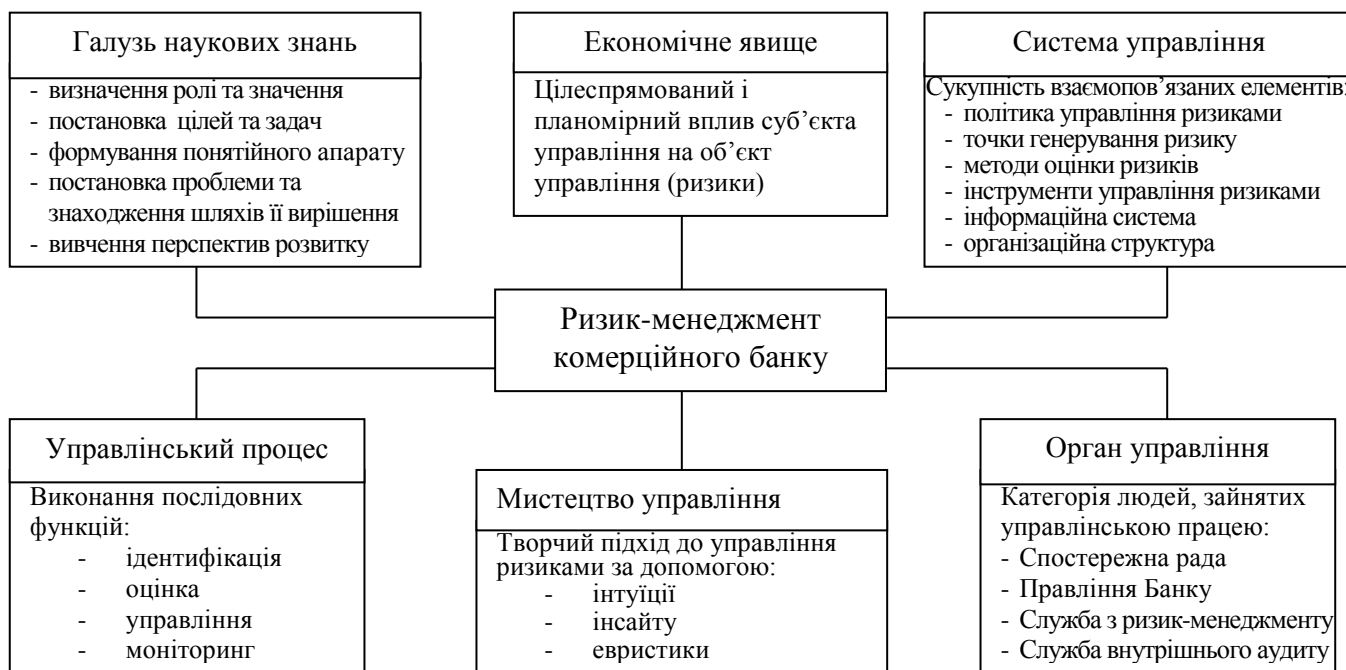 Галузь наукових знань
- визначення ролі та значення
- постановка цілей та задач
- формування понятійного апарату
- постановка проблеми та
знаходження шляхів її вирішення
- вивчення перспектив розвитку
Економічне явище
Цілеспрямований і
планомірний вплив суб’єкта
управління на об’єкт
управління (ризики)
Система управління
Сукупність взаємопов’язаних елементів:
- політика управління ризиками
- точки генерування ризику
- методи оцінки ризиків
- інструменти управління ризиками
- інформаційна система
- організаційна структура
Ризик-менеджмент
комерційного банку
Управлінський процес
Виконання послідовних
функцій:
- ідентифікація
- оцінка
- управління
- моніторинг
Мистецтво управління
Творчий підхід до управління
ризиками за допомогою:
- інтуїції
- інсайту
- евристики
Орган управління
Категорія людей, зайнятих
управлінською працею:
- Спостережна рада
- Правління Банку
- Служба з ризик-менеджменту
- Служба внутрішнього аудиту